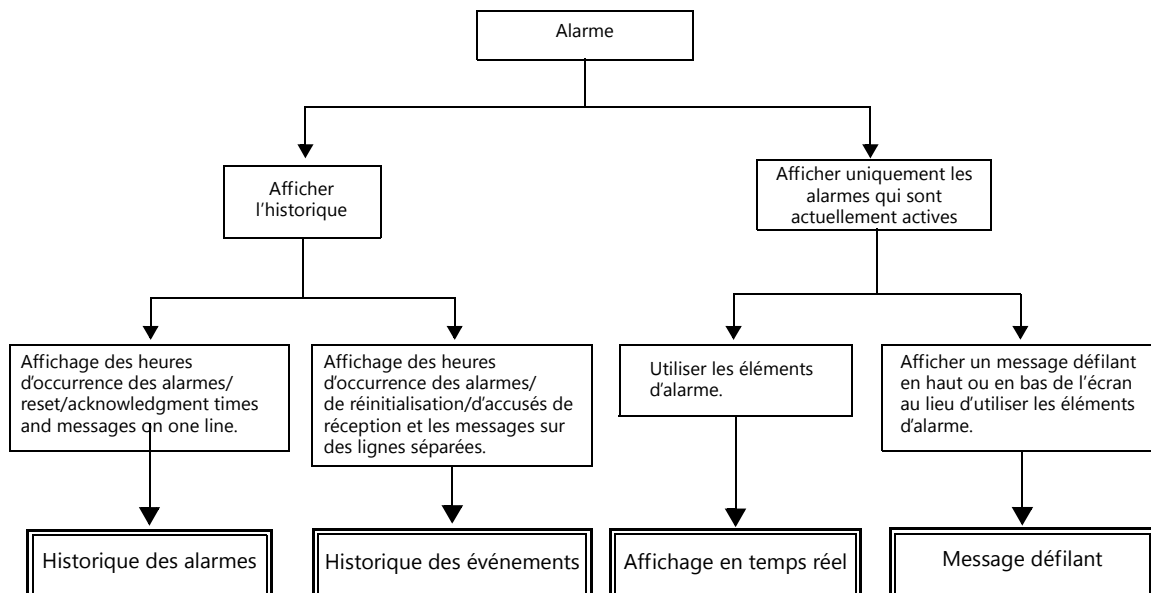 Alarme
Afficher
l'historique
Afficher uniquement les
alarmes qui sont
actuellement actives
Affichage des heures
d'occurrence des alarmes/
reset/acknowledgment times
and messages on one line.
Affichage des heures
d'occurrence des alarmes/
de réinitialisation/d'accusés de
réception et les messages sur
des lignes séparées.
Utiliser les éléments
d'alarme.
Afficher un message défilant
en haut ou en bas de l'écran
au lieu d'utiliser les éléments
d'alarme.
Historique des alarmes
Historique des événements
Affichage en temps réel
Message défilant